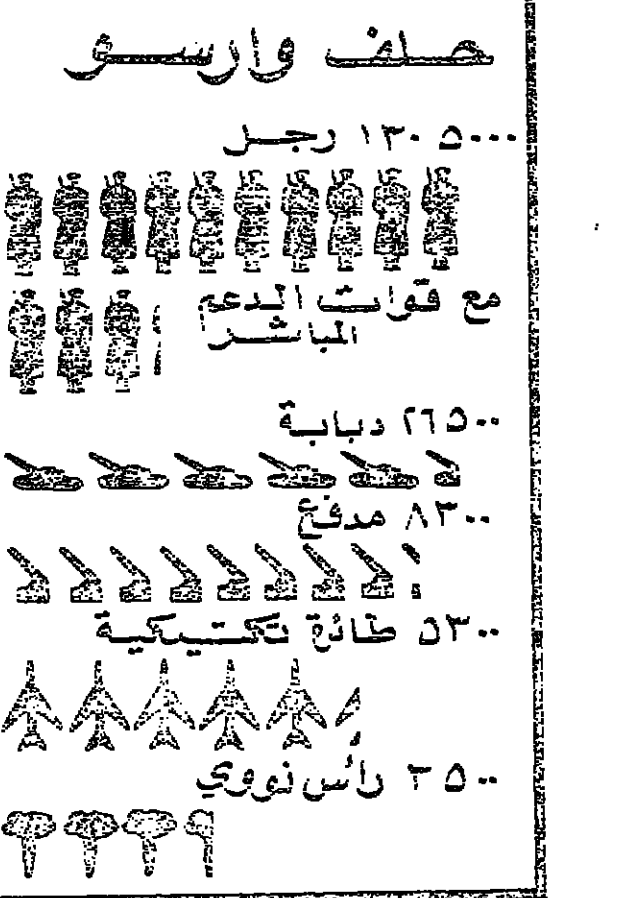 حلف وارسو
١٣٠٥٠٠٠ رجل
مع قوات الدعم
المباشر
٢٦٥٠٠ دبابة
٨٣٠٠ مدفع
٥٣٠٠ طائرة تكتيكية
٣٥٠٠ رأس نووي